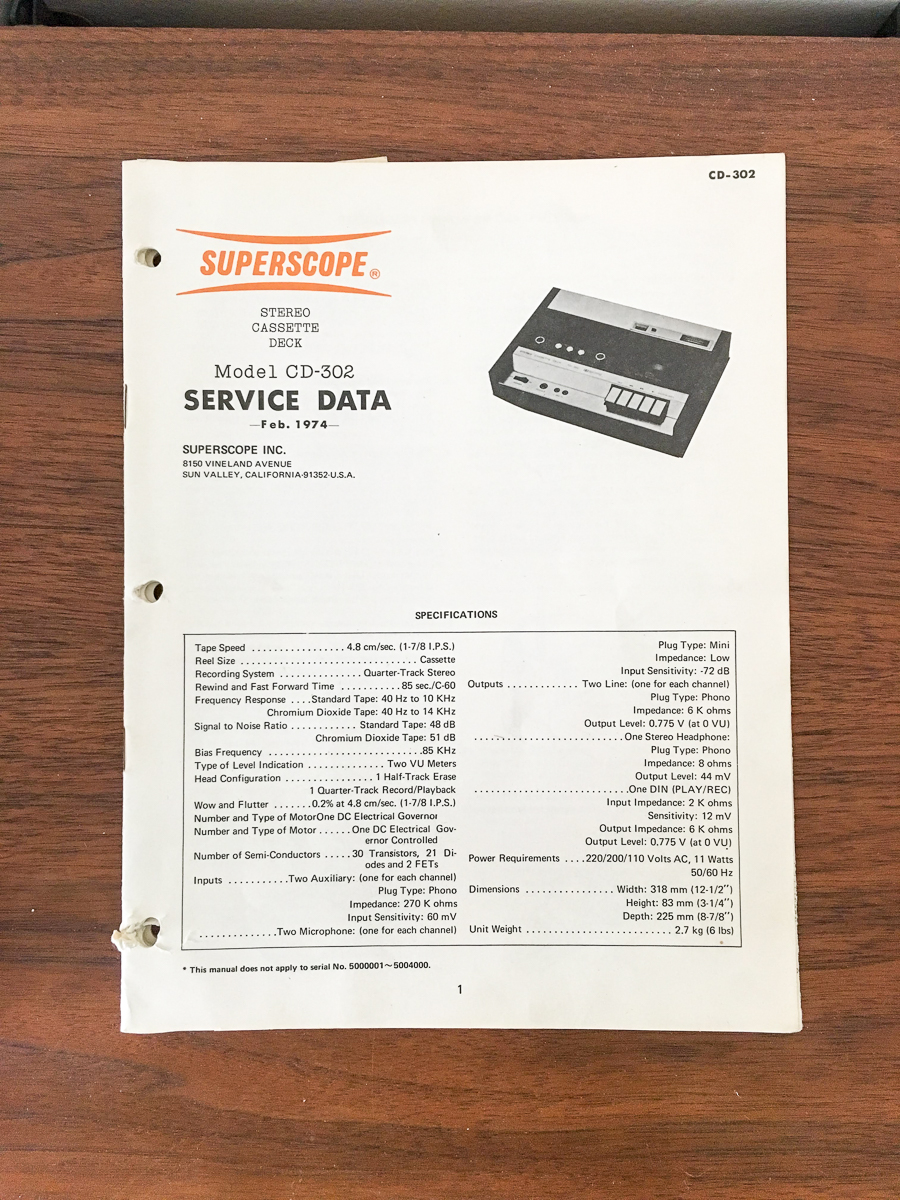 CD-302
SUPERSCOPE®
STEREO
CASSETTE
DECK
Model CD-302
SERVICE DATA
—Feb. 1974—
SUPERSCOPE INC.
8150 VINELAND AVENUE
SUN VALLEY, CALIFORNIA-91352-U.S.A.
SPECIFICATIONS
Tape Speed ................. 4.8 cm/sec. (1-7/8 I.P.S.)
Reel Size ................................ Cassette
Recording System ............... Quarter-Track Stereo
Rewind and Fast Forward Time ........... 85 sec./C-60
Frequency Response .... Standard Tape: 40 Hz to 10 KHz
Chromium Dioxide Tape: 40 Hz to 14 KHz
Signal to Noise Ratio ............ Standard Tape: 48 dB
Chromium Dioxide Tape: 51 dB
Bias Frequency ............................85 KHz
Type of Level Indication .............. Two VU Meters
Head Configuration ................ 1 Half-Track Erase
1 Quarter-Track Record/Playback
Wow and Flutter ....... 0.2% at 4.8 cm/sec. (1-7/8 I.P.S.)
Number and Type of MotorOne DC Electrical Governor
Number and Type of Motor ...... One DC Electrical Gov-
ernor Controlled
Number of Semi-Conductors ..... 30 Transistors, 21 Di-
odes and 2 FETs
Inputs ........... Two Auxiliary: (one for each channel)
Plug Type: Phono
Impedance: 270 K ohms
Input Sensitivity: 60 mV
.............. Two Microphone: (one for each channel)
Plug Type: Mini
Impedance: Low
Input Sensitivity: -72 dB
Outputs ............. Two Line: (one for each channel)
Plug Type: Phono
Impedance: 6 K ohms
Output Level: 0.775 V (at 0 VU)
...........................One Stereo Headphone:
Plug Type: Phono
Impedance: 8 ohms
Output Level: 44 mV
............................One DIN (PLAY/REC)
Input Impedance: 2 K ohms
Sensitivity: 12 mV
Output Impedance: 6 K ohms
Output Level: 0.775 V (at 0 VU)
Power Requirements .... 220/200/110 Volts AC, 11 Watts
50/60 Hz
Dimensions ................ Width: 318 mm (12-1/2")
Height: 83 mm (3-1/4")
Depth: 225 mm (8-7/8")
Unit Weight .......................... 2.7 kg (6 lbs)
* This manual does not apply to serial No. 5000001～5004000.
1